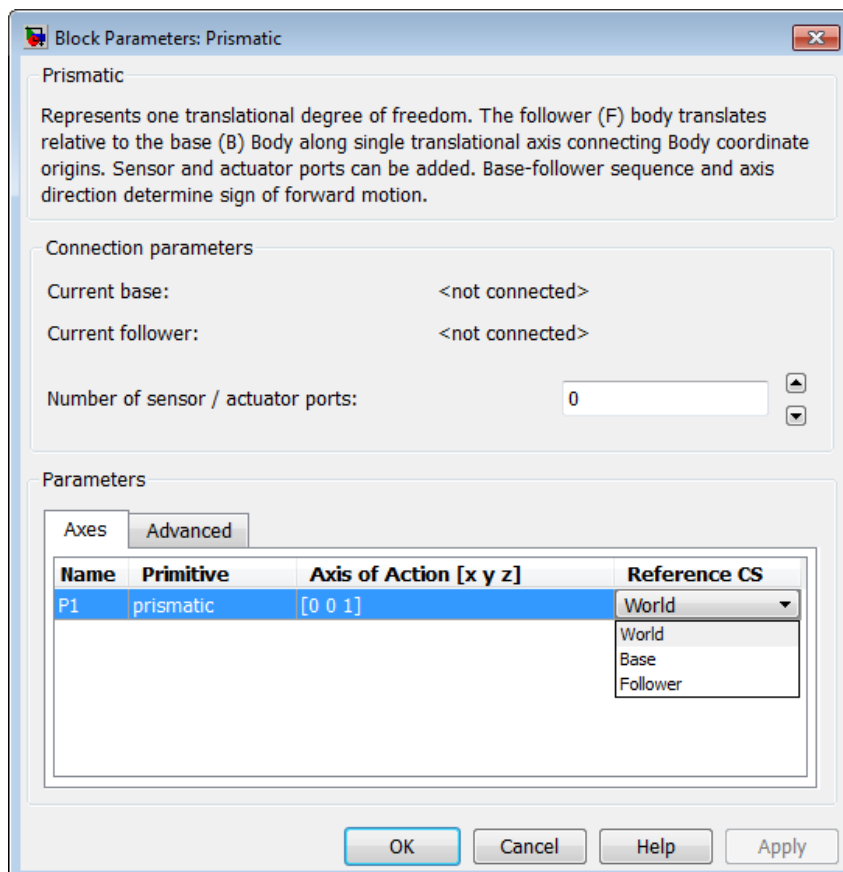 Block Parameters: Prismatic
Prismatic
Represents one translational degree of freedom. The follower (F) body translates
relative to the base (B) Body along single translational axis connecting Body coordinate
origins. Sensor and actuator ports can be added. Base-follower sequence and axis
direction determine sign of forward motion.
Connection parameters
Current base: <not connected>
Current follower: <not connected>
Number of sensor / actuator ports: 0
Parameters
Axes Advanced
Name Primitive Axis of Action [x y z] Reference CS
P1 prismatic [0 0 1] World
World
Base
Follower
OK Cancel Help Apply